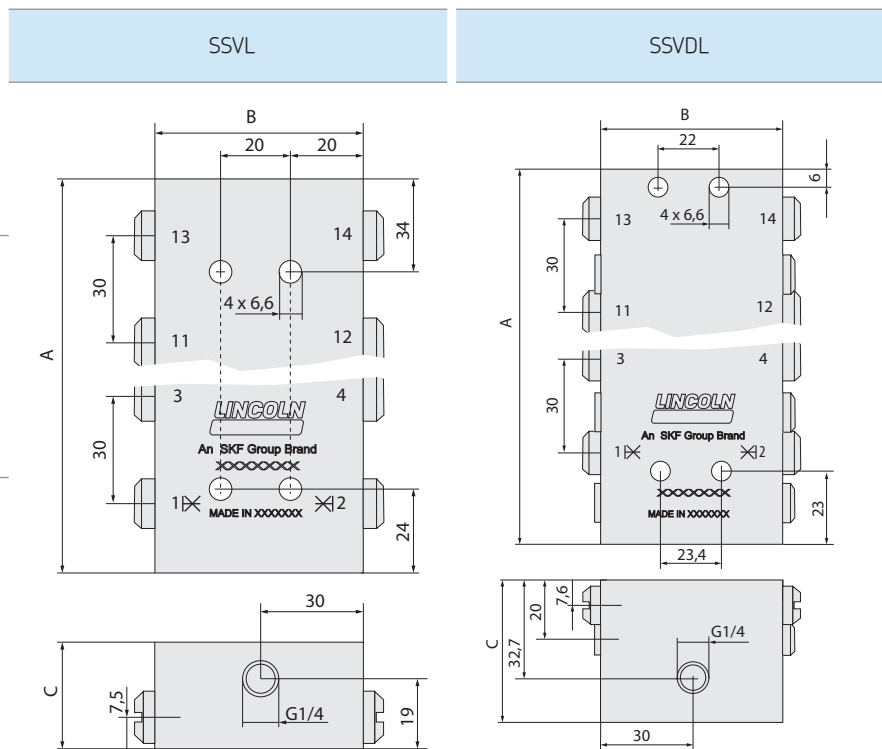 SSVL
SSVDL
B
20
20
34
13
14
30
4 x 6,6
11
12
A
3
4
LINCOLN
An SKF Group Brand
XXXXXXXX
30
1
2
MADE IN XXXXXXX
24
30
C
7,5
G1/4
19
B
22
6
13
4 x 6,6
14
30
11
12
A
3
4
30
LINCOLN
An SKF Group Brand
1
2
XXXXXXXX
MADE IN XXXXXXX
23
23,4
C
32,7
20
7,6
G1/4
30